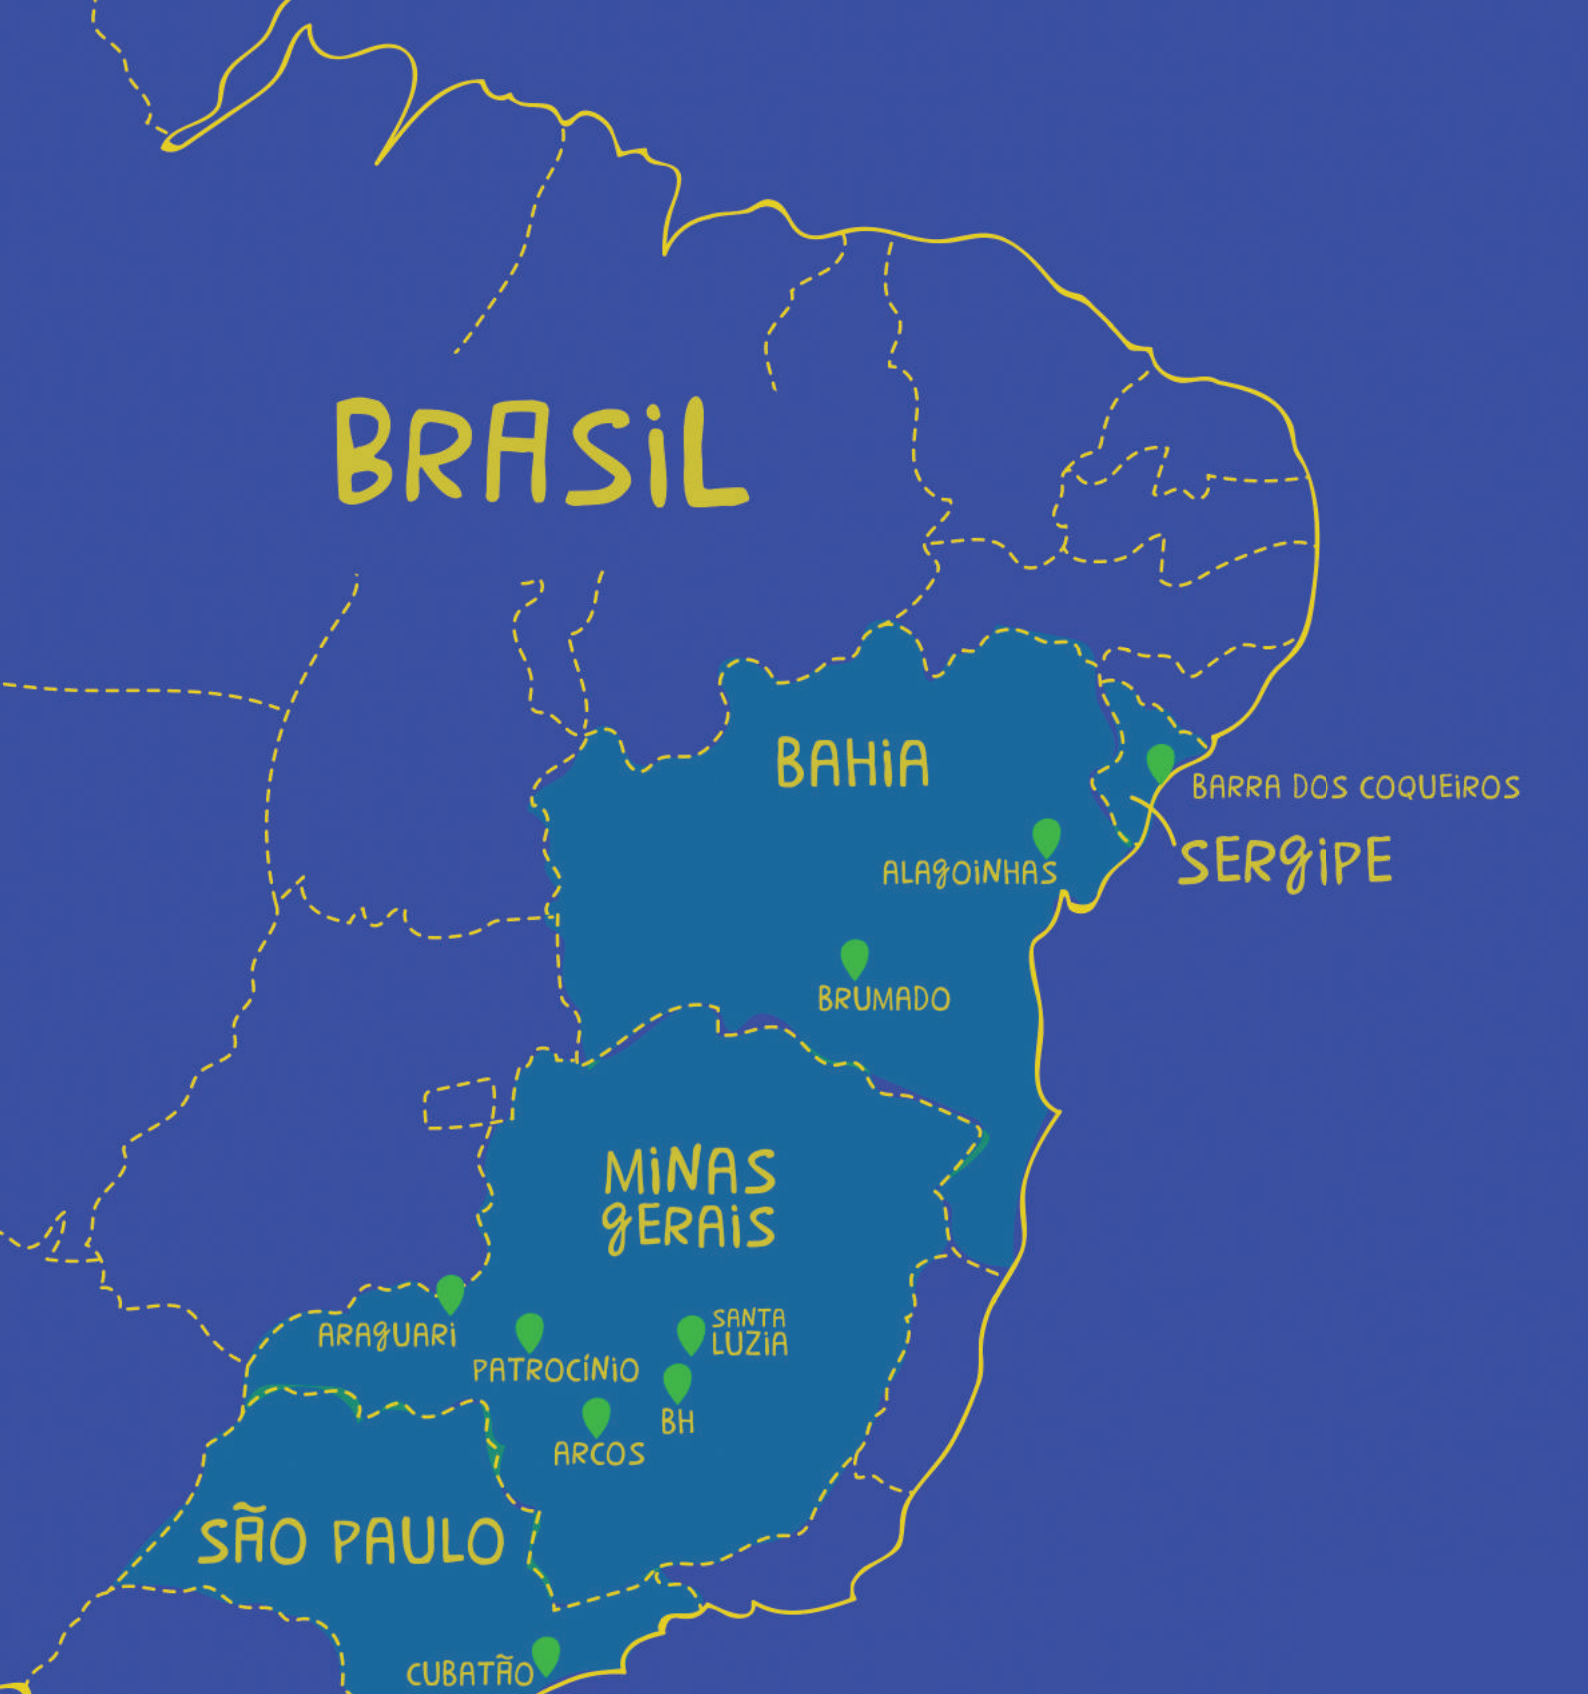 BRASiL
BAHiA
BARRA DOS COQUEiROS
SERgiPE
ALAgOiNHAS
BRUMADO
MiNAS
gERAiS
SANTA
LUZiA
ARAgUARi
PATROCÍNiO
BH
ARCOS
SÃO PAULO
CUBATÃO